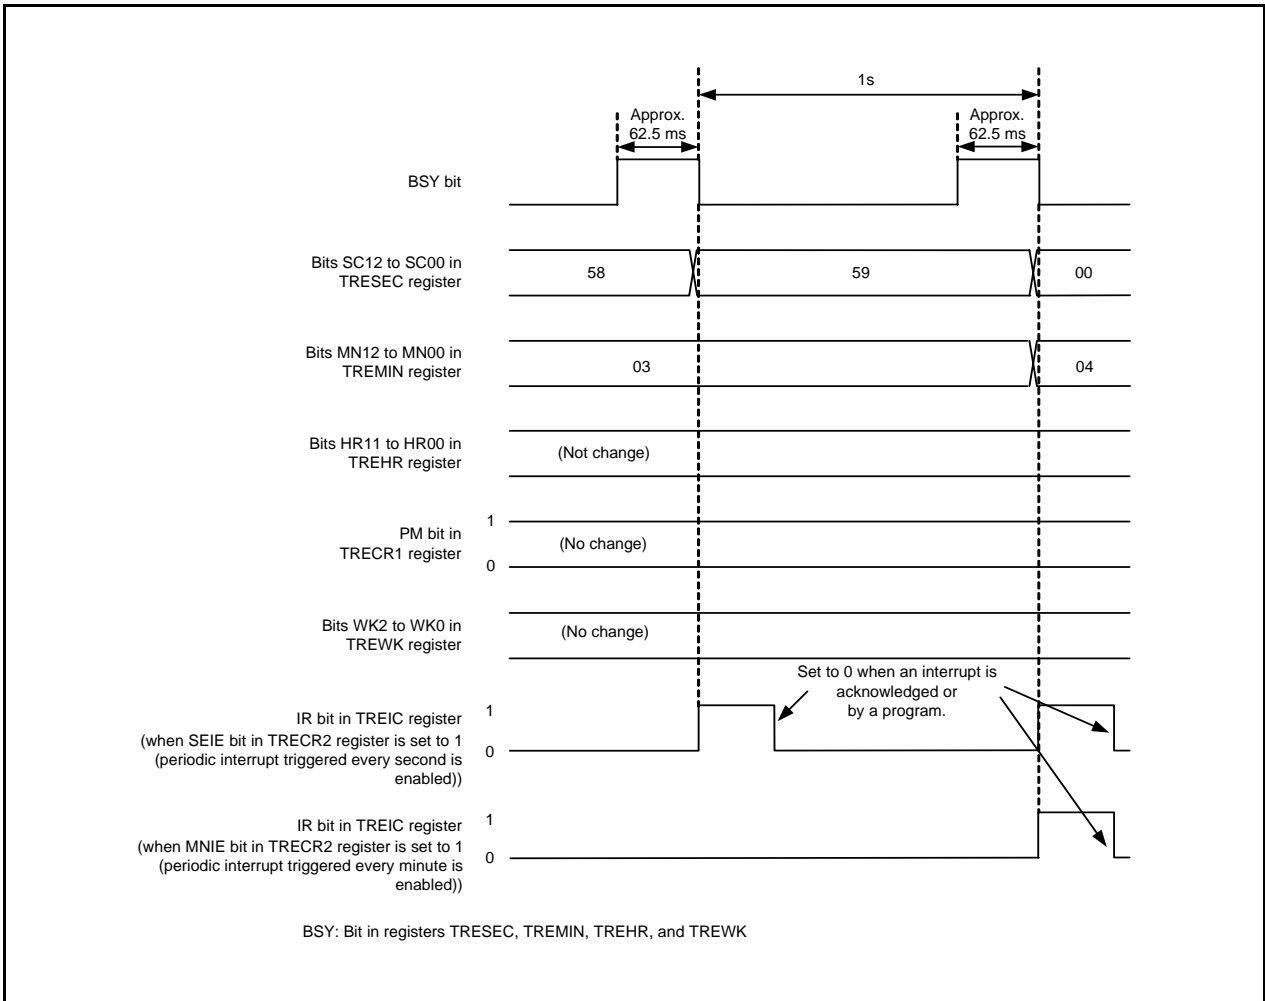 1s
Approx.
62.5 ms
Approx.
62.5 ms
BSY bit
Bits SC12 to SC00 in
TRESEC register
58
59
00
Bits MN12 to MN00 in
TREMIN register
03
04
Bits HR11 to HR00 in
TREHR register
(Not change)
PM bit in
TRECR1 register
1
0
(No change)
Bits WK2 to WK0 in
TREWK register
(No change)
Set to 0 when an interrupt is
acknowledged or
by a program.
IR bit in TREIC register
(when SEIE bit in TRECR2 register is set to 1
(periodic interrupt triggered every second is
enabled))
1
0
IR bit in TREIC register
(when MNIE bit in TRECR2 register is set to 1
(periodic interrupt triggered every minute is
enabled))
1
0
BSY: Bit in registers TRESEC, TREMIN, TREHR, and TREWK